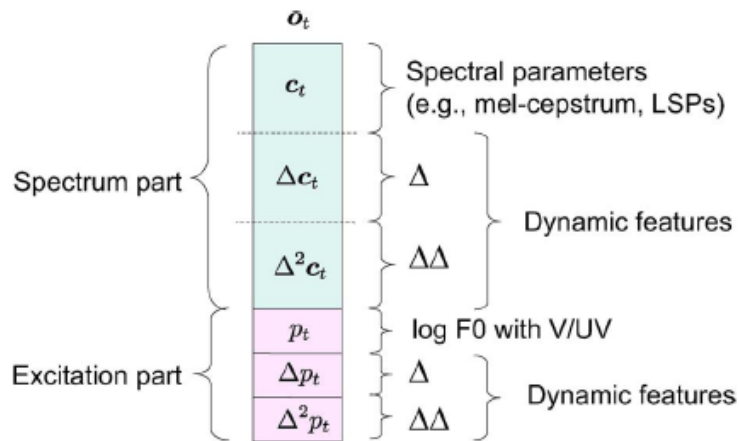 ō_t
c_t
Spectral parameters
(e.g., mel-cepstrum, LSPs)
Spectrum part
Δc_t
Δ
Dynamic features
Δ²c_t
ΔΔ
p_t
log F0 with V/UV
Excitation part
Δp_t
Δ
Dynamic features
Δ²p_t
ΔΔ